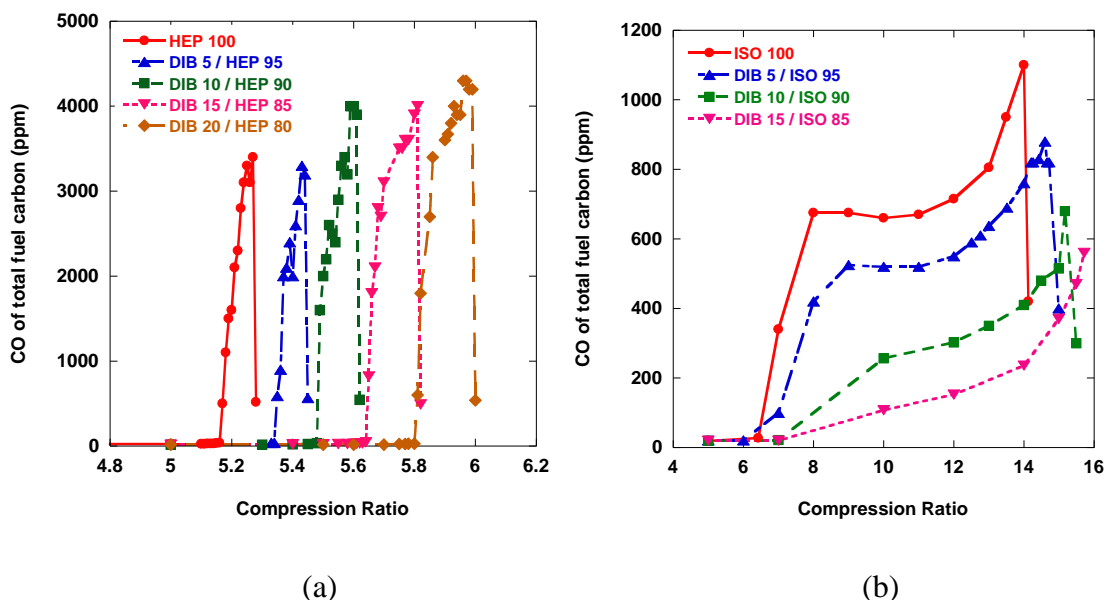 5000
4000
3000
2000
1000
0
CO of total fuel carbon (ppm)
HEP 100
DIB 5 / HEP 95
DIB 10 / HEP 90
DIB 15 / HEP 85
DIB 20 / HEP 80
4.8 5 5.2 5.4 5.6 5.8 6 6.2
Compression Ratio
(a)
1200
1000
800
600
400
200
0
CO of total fuel carbon (ppm)
ISO 100
DIB 5 / ISO 95
DIB 10 / ISO 90
DIB 15 / ISO 85
4 6 8 10 12 14 16
Compression Ratio
(b)